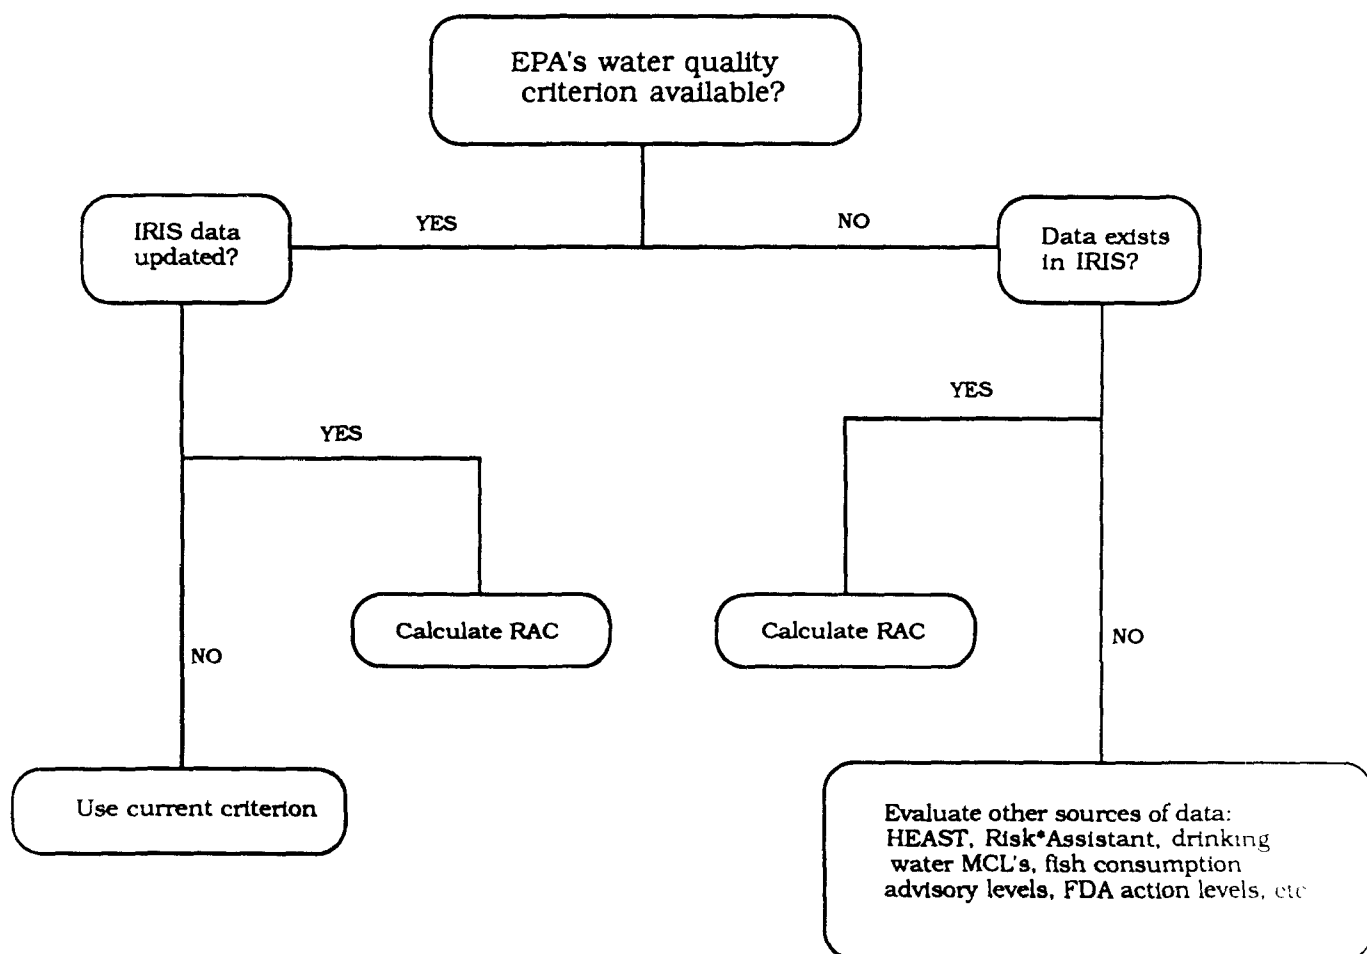 EPA's water quality
criterion available?
YES
NO
IRIS data
updated?
Data exists
in IRIS?
YES
YES
Calculate RAC
Calculate RAC
NO
NO
Use current criterion
Evaluate other sources of data:
HEAST, Risk*Assistant, drinking
water MCL's, fish consumption
advisory levels, FDA action levels, etc